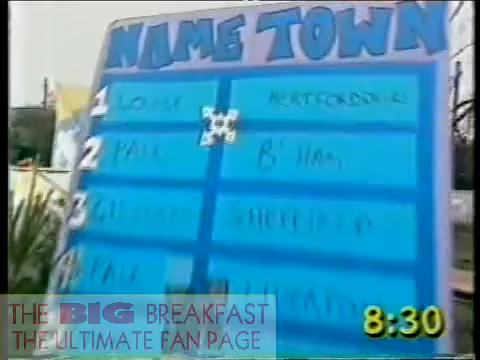 NAME TOWN
1 LOUISE HERTFORDSHIRE
2 PAUL B'HAM
3 SHEFFIELD
4 PAUL LIVERPOOL
THE BIG BREAKFAST
THE ULTIMATE FAN PAGE
8:30